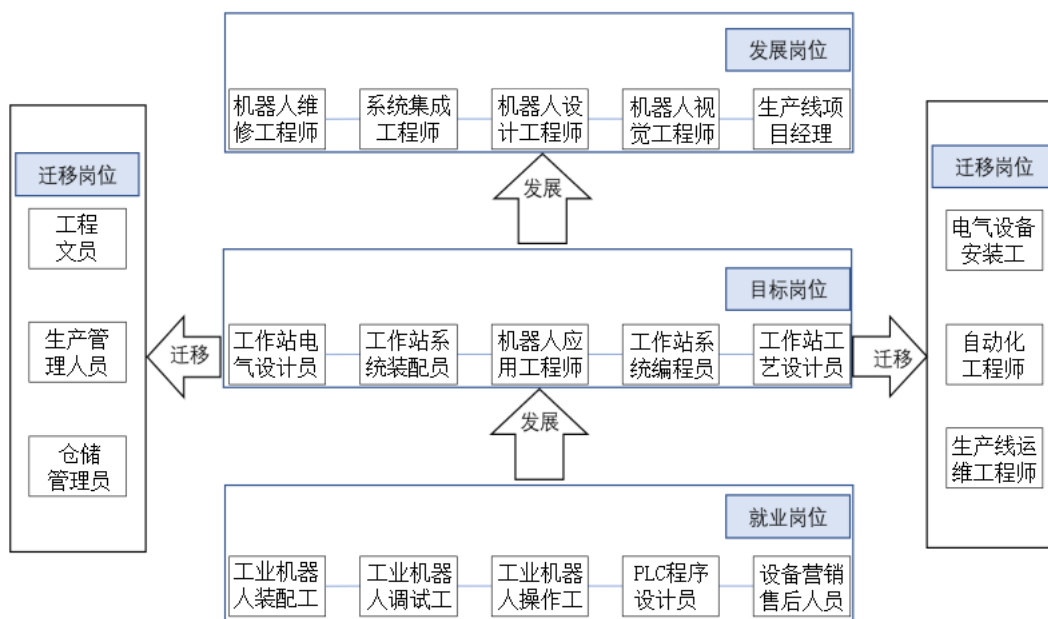 发展岗位
机器人维
修工程师
系统集成
工程师
机器人设
计工程师
机器人视
觉工程师
生产线项
目经理
发展
迁移岗位
工程
文员
生产管
理人员
仓储
管理员
迁移
目标岗位
工作站电
气设计员
工作站系
统装配员
机器人应
用工程师
工作站系
统编程员
工作站工
艺设计员
迁移
迁移岗位
电气设备
安装工
自动化
工程师
生产线运
维工程师
发展
就业岗位
工业机器
人装配工
工业机器
人调试工
工业机器
人操作工
PLC程序
设计员
设备营销
售后人员